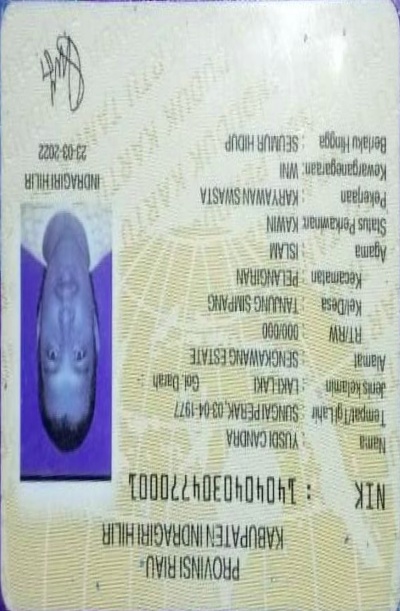 PROVINSI RIAU
KABUPATEN INDRAGIRI HILIR
NIK : 1404040304770001
Nama : YUSDI CANDRA
Tempat/Tgl Lahir : SUNGAI PERAK, 03-04-1977
Jenis kelamin : LAKI-LAKI Gol. Darah
Alamat : SENGKAWANG ESTATE
RT/RW : 000/000
Kel/Desa : TANJUNG SIMPANG
Kecamatan : PELANGIRAN
Agama : ISLAM
Status Perkawinan: KAWIN
Pekerjaan : KARYAWAN SWASTA
Kewarganegaraan: WNI
Berlaku Hingga : SEUMUR HIDUP
INDRAGIRI HILIR
23-03-2022